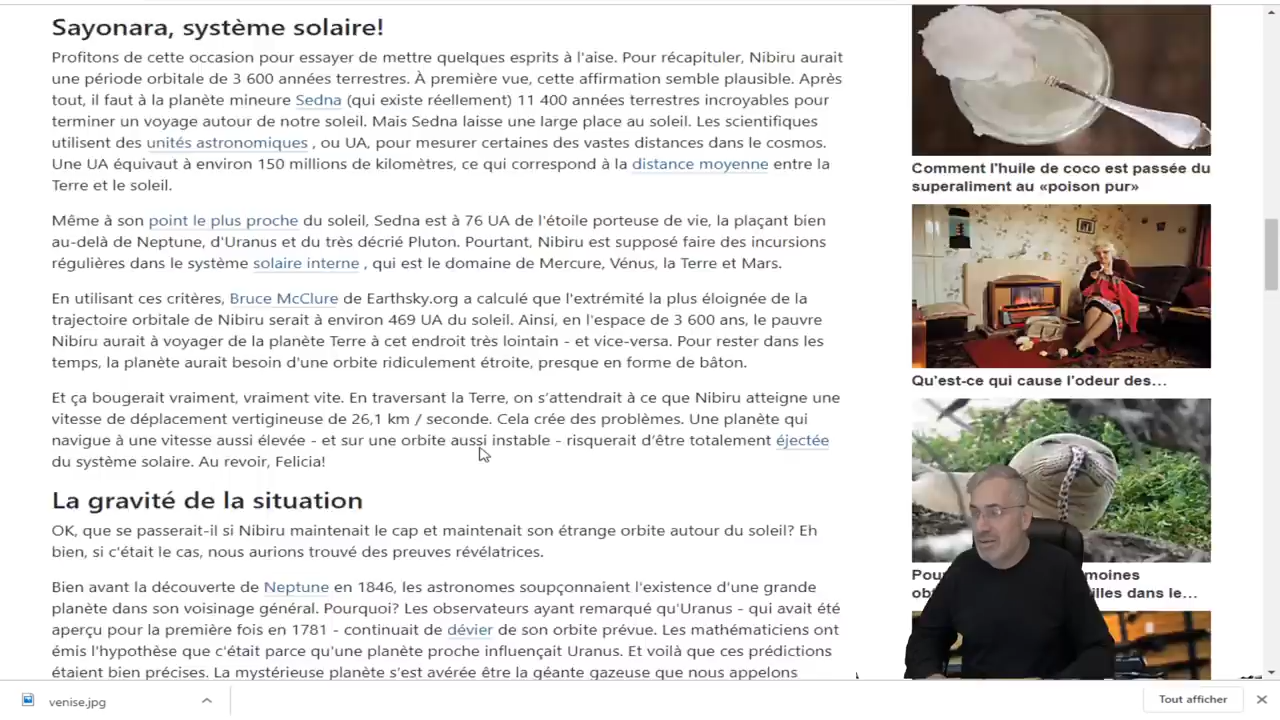 Sayonara, système solaire!
Profitons de cette occasion pour essayer de mettre quelques esprits à l'aise. Pour récapituler, Nibiru aurait
une période orbitale de 3 600 années terrestres. À première vue, cette affirmation semble plausible. Après
tout, il faut à la planète mineure Sedna (qui existe réellement) 11 400 années terrestres incroyables pour
terminer un voyage autour de notre soleil. Mais Sedna laisse une large place au soleil. Les scientifiques
utilisent des unités astronomiques , ou UA, pour mesurer certaines des vastes distances dans le cosmos.
Une UA équivaut à environ 150 millions de kilomètres, ce qui correspond à la distance moyenne entre la
Terre et le soleil.
Même à son point le plus proche du soleil, Sedna est à 76 UA de l'étoile porteuse de vie, la plaçant bien
au-delà de Neptune, d'Uranus et du très décrié Pluton. Pourtant, Nibiru est supposé faire des incursions
régulières dans le système solaire interne , qui est le domaine de Mercure, Vénus, la Terre et Mars.
En utilisant ces critères, Bruce McClure de Earthsky.org a calculé que l'extrémité la plus éloignée de la
trajectoire orbitale de Nibiru serait à environ 469 UA du soleil. Ainsi, en l'espace de 3 600 ans, le pauvre
Nibiru aurait à voyager de la planète Terre à cet endroit très lointain - et vice-versa. Pour rester dans les
temps, la planète aurait besoin d'une orbite ridiculement étroite, presque en forme de bâton.
Et ça bougerait vraiment, vraiment vite. En traversant la Terre, on s’attendrait à ce que Nibiru atteigne une
vitesse de déplacement vertigineuse de 26,1 km / seconde. Cela crée des problèmes. Une planète qui
navigue à une vitesse aussi élevée - et sur une orbite aussi instable - risquerait d’être totalement éjectée
du système solaire. Au revoir, Felicia!
La gravité de la situation
OK, que se passerait-il si Nibiru maintenait le cap et maintenait son étrange orbite autour du soleil? Eh
bien, si c'était le cas, nous aurions trouvé des preuves révélatrices.
Bien avant la découverte de Neptune en 1846, les astronomes soupçonnaient l'existence d'une grande
planète dans son voisinage général. Pourquoi? Les observateurs ayant remarqué qu'Uranus - qui avait été
aperçu pour la première fois en 1781 - continuait de dévier de son orbite prévue. Les mathématiciens ont
émis l'hypothèse que c'était parce qu'une planète proche influençait Uranus. Et voilà que ces prédictions
étaient bien précises. La mystérieuse planète s’est avérée être la géante gazeuse que nous appelons
Comment l'huile de coco est passée du
superaliment au «poison pur»
Qu'est-ce qui cause l'odeur des...
moines
illes dans le...
venise.jpg
Tout afficher